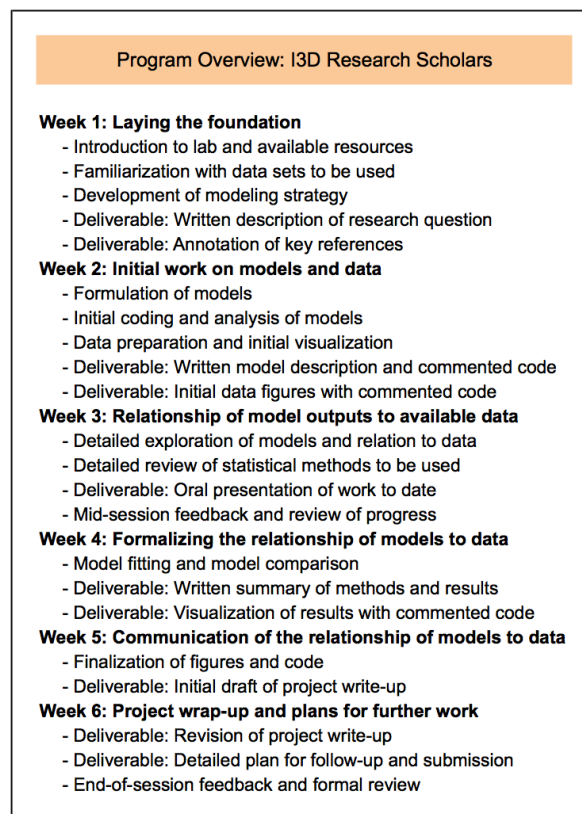 Program Overview: I3D Research Scholars
Week 1: Laying the foundation
- Introduction to lab and available resources
- Familiarization with data sets to be used
- Development of modeling strategy
- Deliverable: Written description of research question
- Deliverable: Annotation of key references
Week 2: Initial work on models and data
- Formulation of models
- Initial coding and analysis of models
- Data preparation and initial visualization
- Deliverable: Written model description and commented code
- Deliverable: Initial data figures with commented code
Week 3: Relationship of model outputs to available data
- Detailed exploration of models and relation to data
- Detailed review of statistical methods to be used
- Deliverable: Oral presentation of work to date
- Mid-session feedback and review of progress
Week 4: Formalizing the relationship of models to data
- Model fitting and model comparison
- Deliverable: Written summary of methods and results
- Deliverable: Visualization of results with commented code
Week 5: Communication of the relationship of models to data
- Finalization of figures and code
- Deliverable: Initial draft of project write-up
Week 6: Project wrap-up and plans for further work
- Deliverable: Revision of project write-up
- Deliverable: Detailed plan for follow-up and submission
- End-of-session feedback and formal review